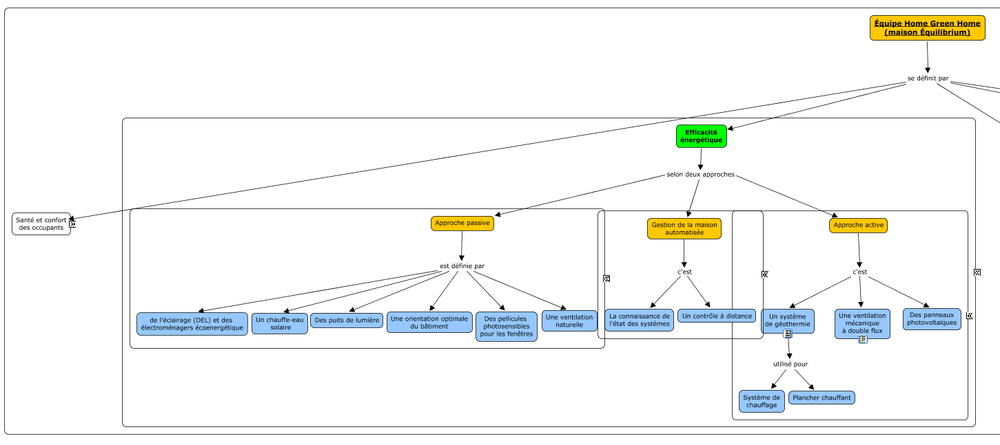 Équipe Home Green Home
(maison Équilibrium)
se définit par
Efficacité
énergétique
selon deux approches
Santé et confort
des occupants
Approche passive
est définie par
de l'éclairage (DEL) et des
électroménagers écoenergétique
Un chauffe-eau
solaire
Des puits de lumière
Une orientation optimale
du bâtiment
Des pellicules
photosensibles
pour les fenêtres
Une ventilation
naturelle
Gestion de la maison
automatisée
c'est
La connaissance de
l'état des systèmes
Un contrôle à distance
Approche active
c'est
Un système
de géothermie
Une ventilation
mécanique
à double flux
Des panneaux
photovoltaïques
utilisé pour
Système de
chauffage
Plancher chauffant